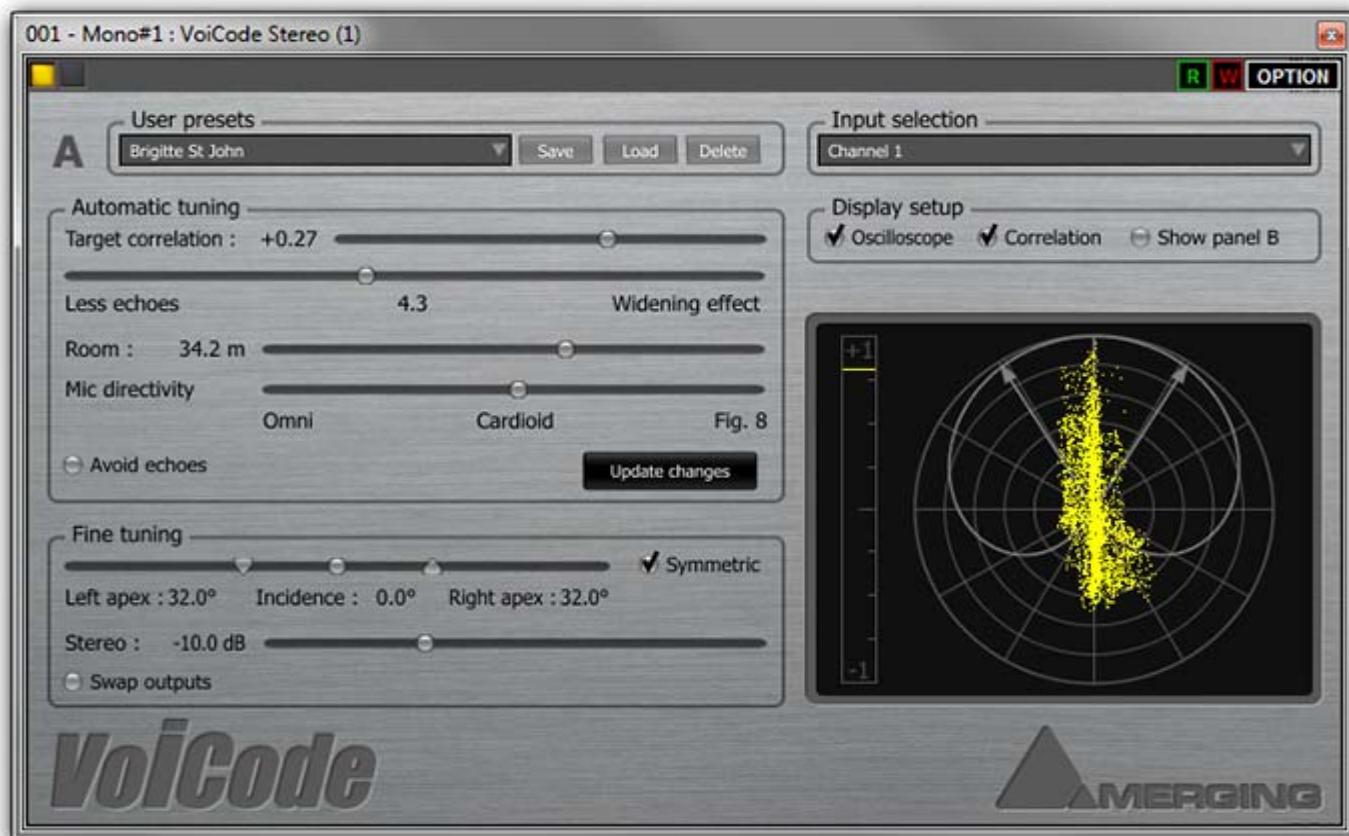 001 - Mono#1 : VoiCode Stereo (1)
R W OPTION
A
User presets
Brigitte St John
Save Load Delete
Input selection
Channel 1
Automatic tuning
Target correlation : +0.27
Less echoes 4.3 Widening effect
Room : 34.2 m
Mic directivity
Omni Cardioid Fig. 8
Avoid echoes
Update changes
Display setup
Oscilloscope Correlation Show panel B
+1
-1
Fine tuning
Symmetric
Left apex : 32.0° Incidence : 0.0° Right apex : 32.0°
Stereo : -10.0 dB
Swap outputs
VoiCode
MERGING